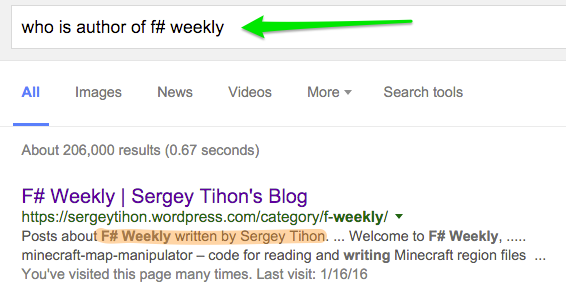 who is author of f# weekly
All Images News Videos More Search tools
About 206,000 results (0.67 seconds)
F# Weekly | Sergey Tihon's Blog
https://sergeytihon.wordpress.com/category/f-weekly/
Posts about F# Weekly written by Sergey Tihon. ... Welcome to F# Weekly, .....
minecraft-map-manipulator – code for reading and writing Minecraft region files ...
You've visited this page many times. Last visit: 1/16/16